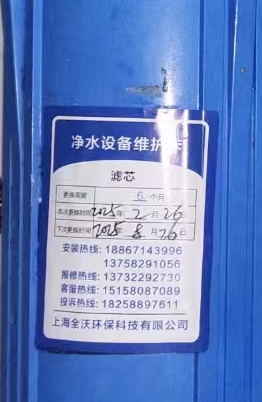 净水设备维护卡
滤芯
更换周期 6 个月
本次更换时间 2025年 2月 26
下次更换时间 2025年 8月 26日
安装热线: 18867143996
13758291056
报修热线: 13732292730
客服热线: 15158087089
投诉热线: 18258897611
上海全沃环保科技有限公司